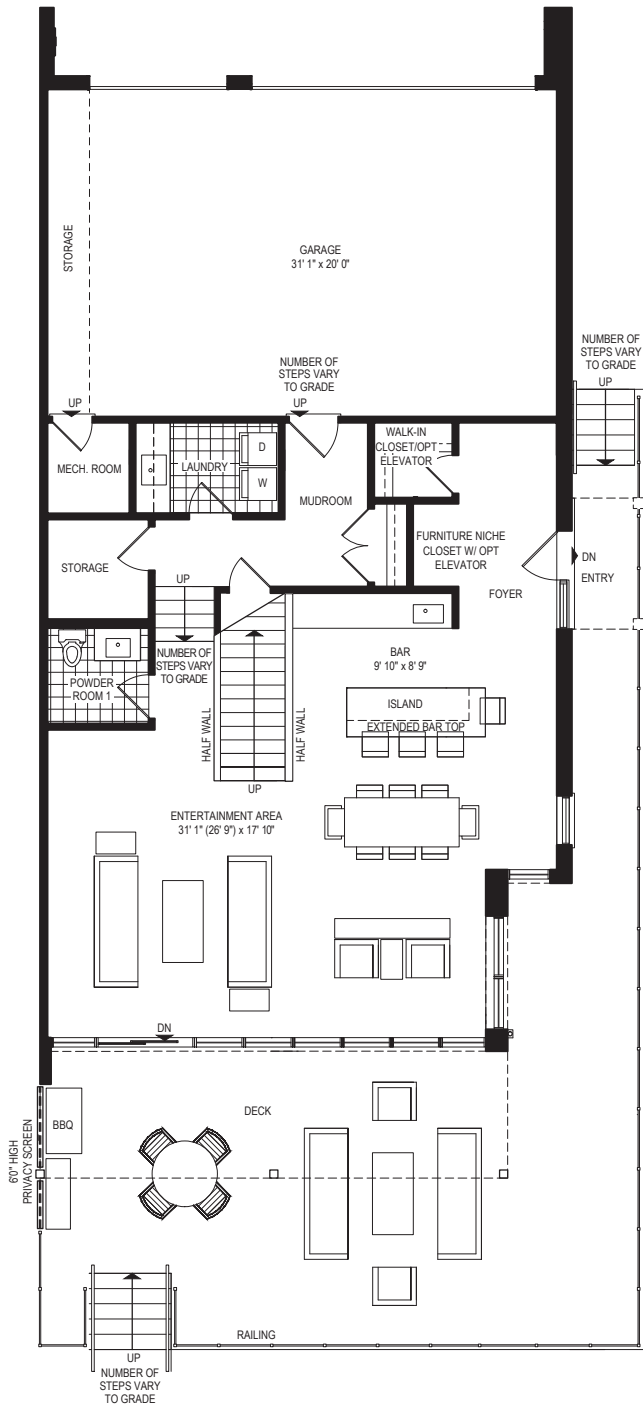 STORAGE
GARAGE
31' 1" x 20' 0"
NUMBER OF
STEPS VARY
TO GRADE
UP
NUMBER OF
STEPS VARY
TO GRADE
UP
UP
MECH. ROOM
LAUNDRY
D
W
MUDROOM
WALK-IN
CLOSET/OPT
ELEVATOR
FURNITURE NICHE
CLOSET W/ OPT
ELEVATOR
DN
ENTRY
FOYER
STORAGE
UP
NUMBER OF
STEPS VARY
TO GRADE
POWDER
ROOM 1
HALF WALL
HALF WALL
UP
BAR
9' 10" x 8' 9"
ISLAND
EXTENDED BAR TOP
ENTERTAINMENT AREA
31' 1" (26' 9") x 17' 10"
DN
DECK
BBQ
6'0" HIGH
PRIVACY SCREEN
RAILING
UP
NUMBER OF
STEPS VARY
TO GRADE